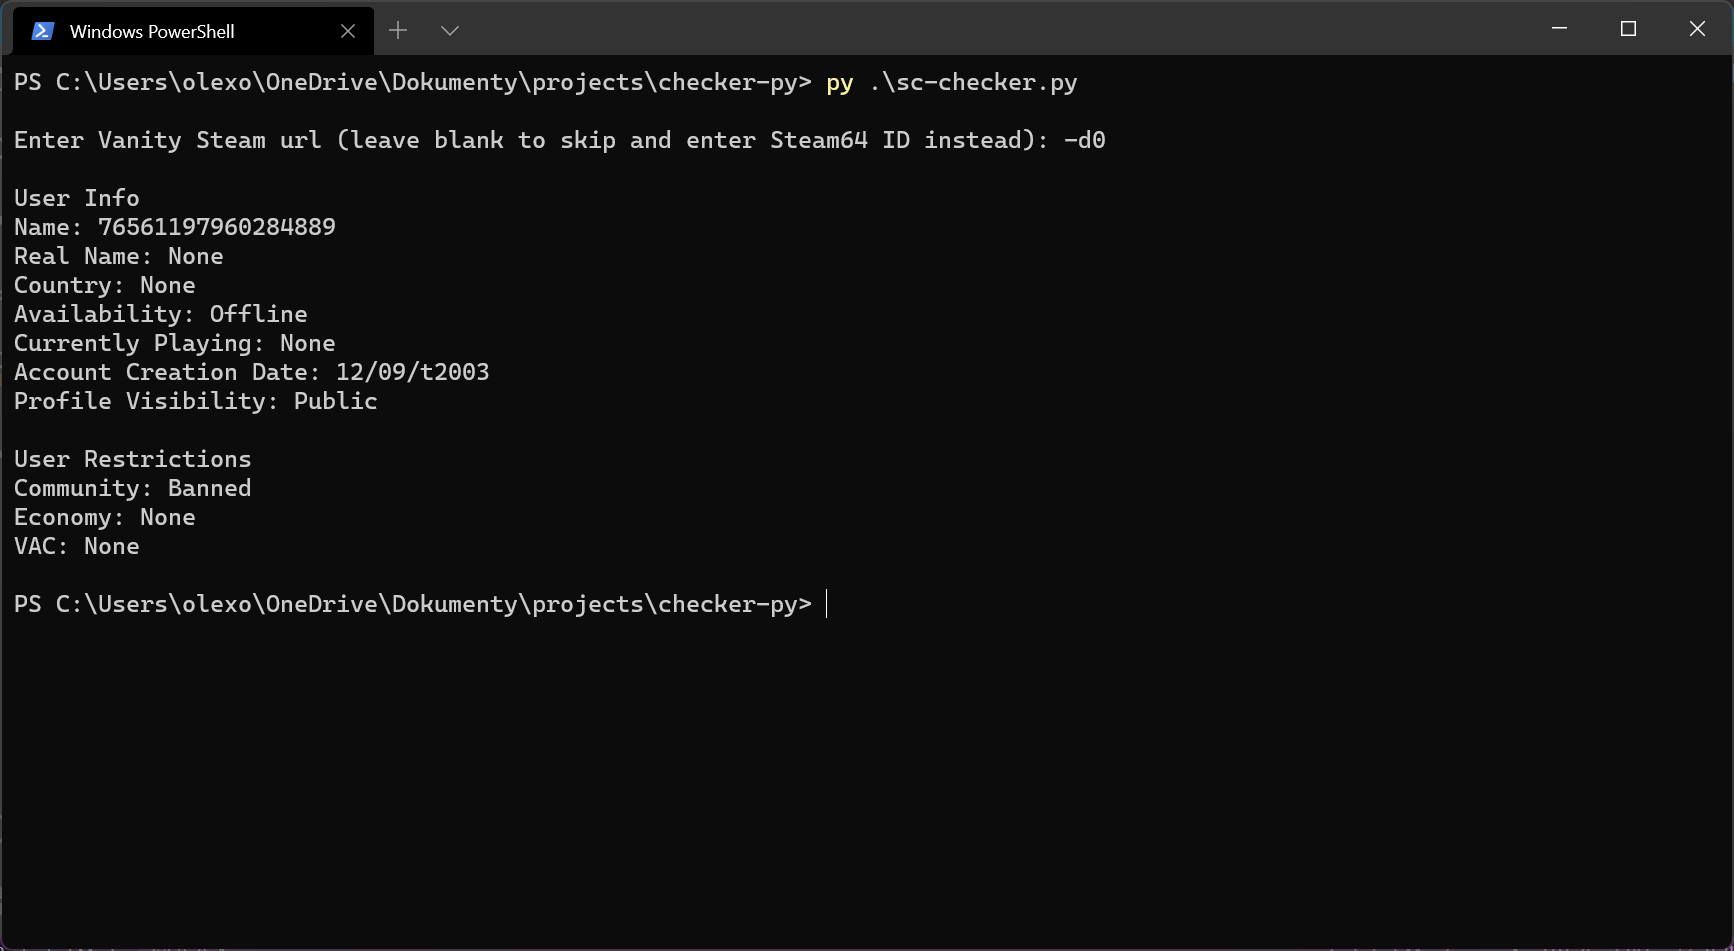 Windows PowerShell
PS C:\Users\olexo\OneDrive\Dokumenty\projects\checker-py> py .\sc-checker.py
Enter Vanity Steam url (leave blank to skip and enter Steam64 ID instead): -d0
User Info
Name: 76561197960284889
Real Name: None
Country: None
Availability: Offline
Currently Playing: None
Account Creation Date: 12/09/t2003
Profile Visibility: Public
User Restrictions
Community: Banned
Economy: None
VAC: None
PS C:\Users\olexo\OneDrive\Dokumenty\projects\checker-py>